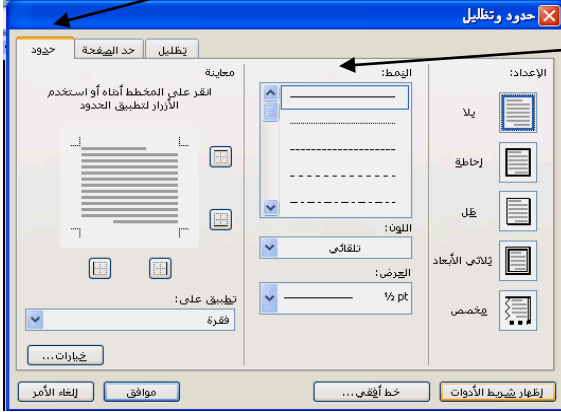 حدود وتظليل
حدود
حد الصفحة
تظليل
الإعداد:
بلا
إحاطة
ظل
ثلاثي الأبعاد
مخصص
النمط:
اللون:
تلقائي
العرض:
½ pt
معاينة
انقر على المخطط أدناه أو استخدم
الأزرار لتطبيق الحدود
تطبيق على:
فقرة
خيارات...
إظهار شريط الأدوات
خط أفقي...
موافق
إلغاء الأمر